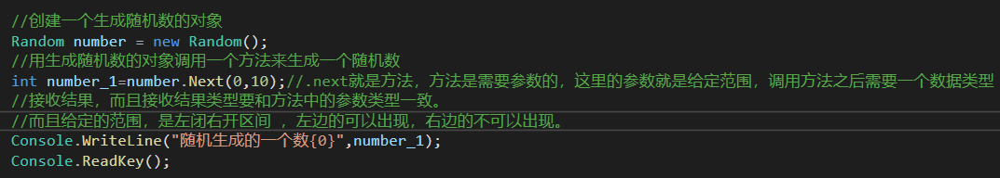 //创建一个生成随机数的对象
Random number = new Random();
//用生成随机数的对象调用一个方法来生成一个随机数
int number_1=number.Next(0,10);//.next就是方法，方法是需要参数的，这里的参数就是给定范围，调用方法之后需要一个数据类型
//接收结果，而且接收结果类型要和方法中的参数类型一致。
//而且给定的范围，是左闭右开区间 ，左边的可以出现，右边的不可以出现。
Console.WriteLine("随机生成的一个数{0}",number_1);
Console.ReadKey();